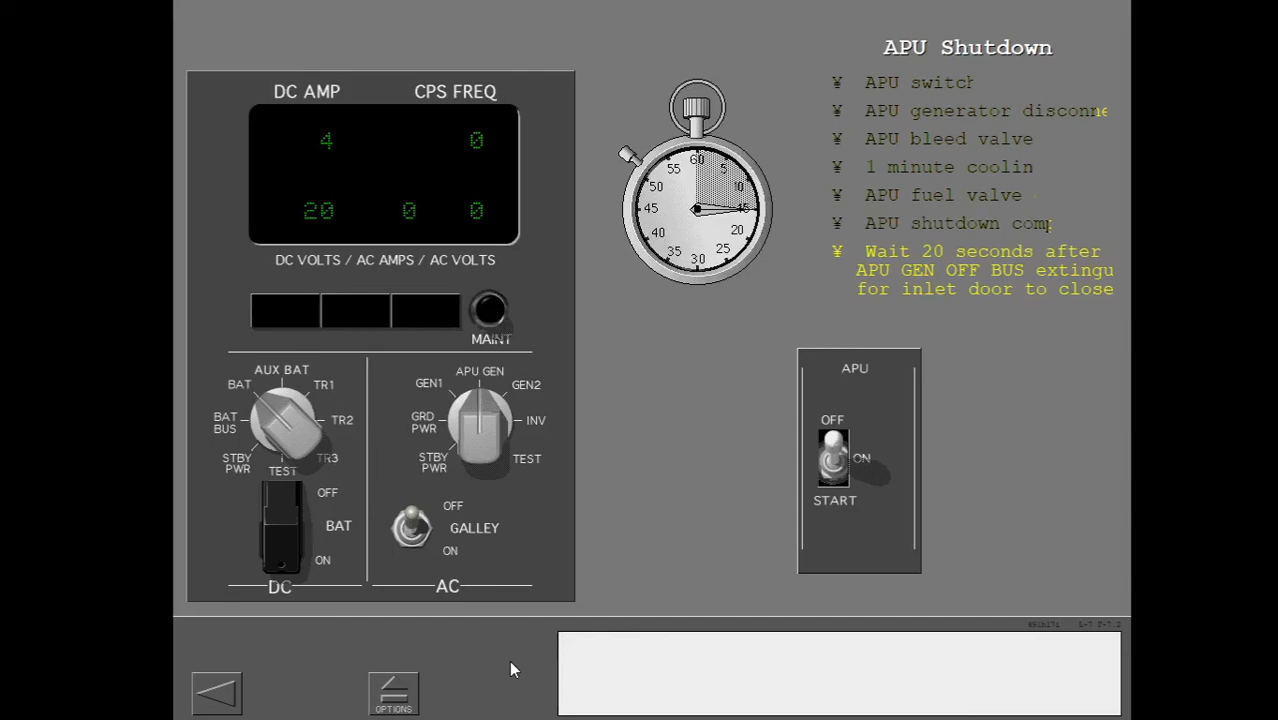 APU Shutdown
DC AMP CPS FREQ
¥ APU switch
¥ APU generator disconn
¥ APU bleed valve
¥ 1 minute coolin
¥ APU fuel valve
¥ APU shutdown comp
¥ Wait 20 seconds after
APU GEN OFF BUS extingu
for inlet door to close
4 0
20 0 0
DC VOLTS / AC AMPS / AC VOLTS
60
5
10
15
20
25
30
35
40
45
50
55
MAINT
AUX BAT
BAT TR1
BAT BUS
TR2
STBY PWR
TR3
TEST
OFF
BAT
ON
DC
APU GEN
GEN1 GEN2
GRD PWR
INV
STBY PWR
TEST
OFF
GALLEY
ON
AC
APU
OFF
ON
START
OPTIONS